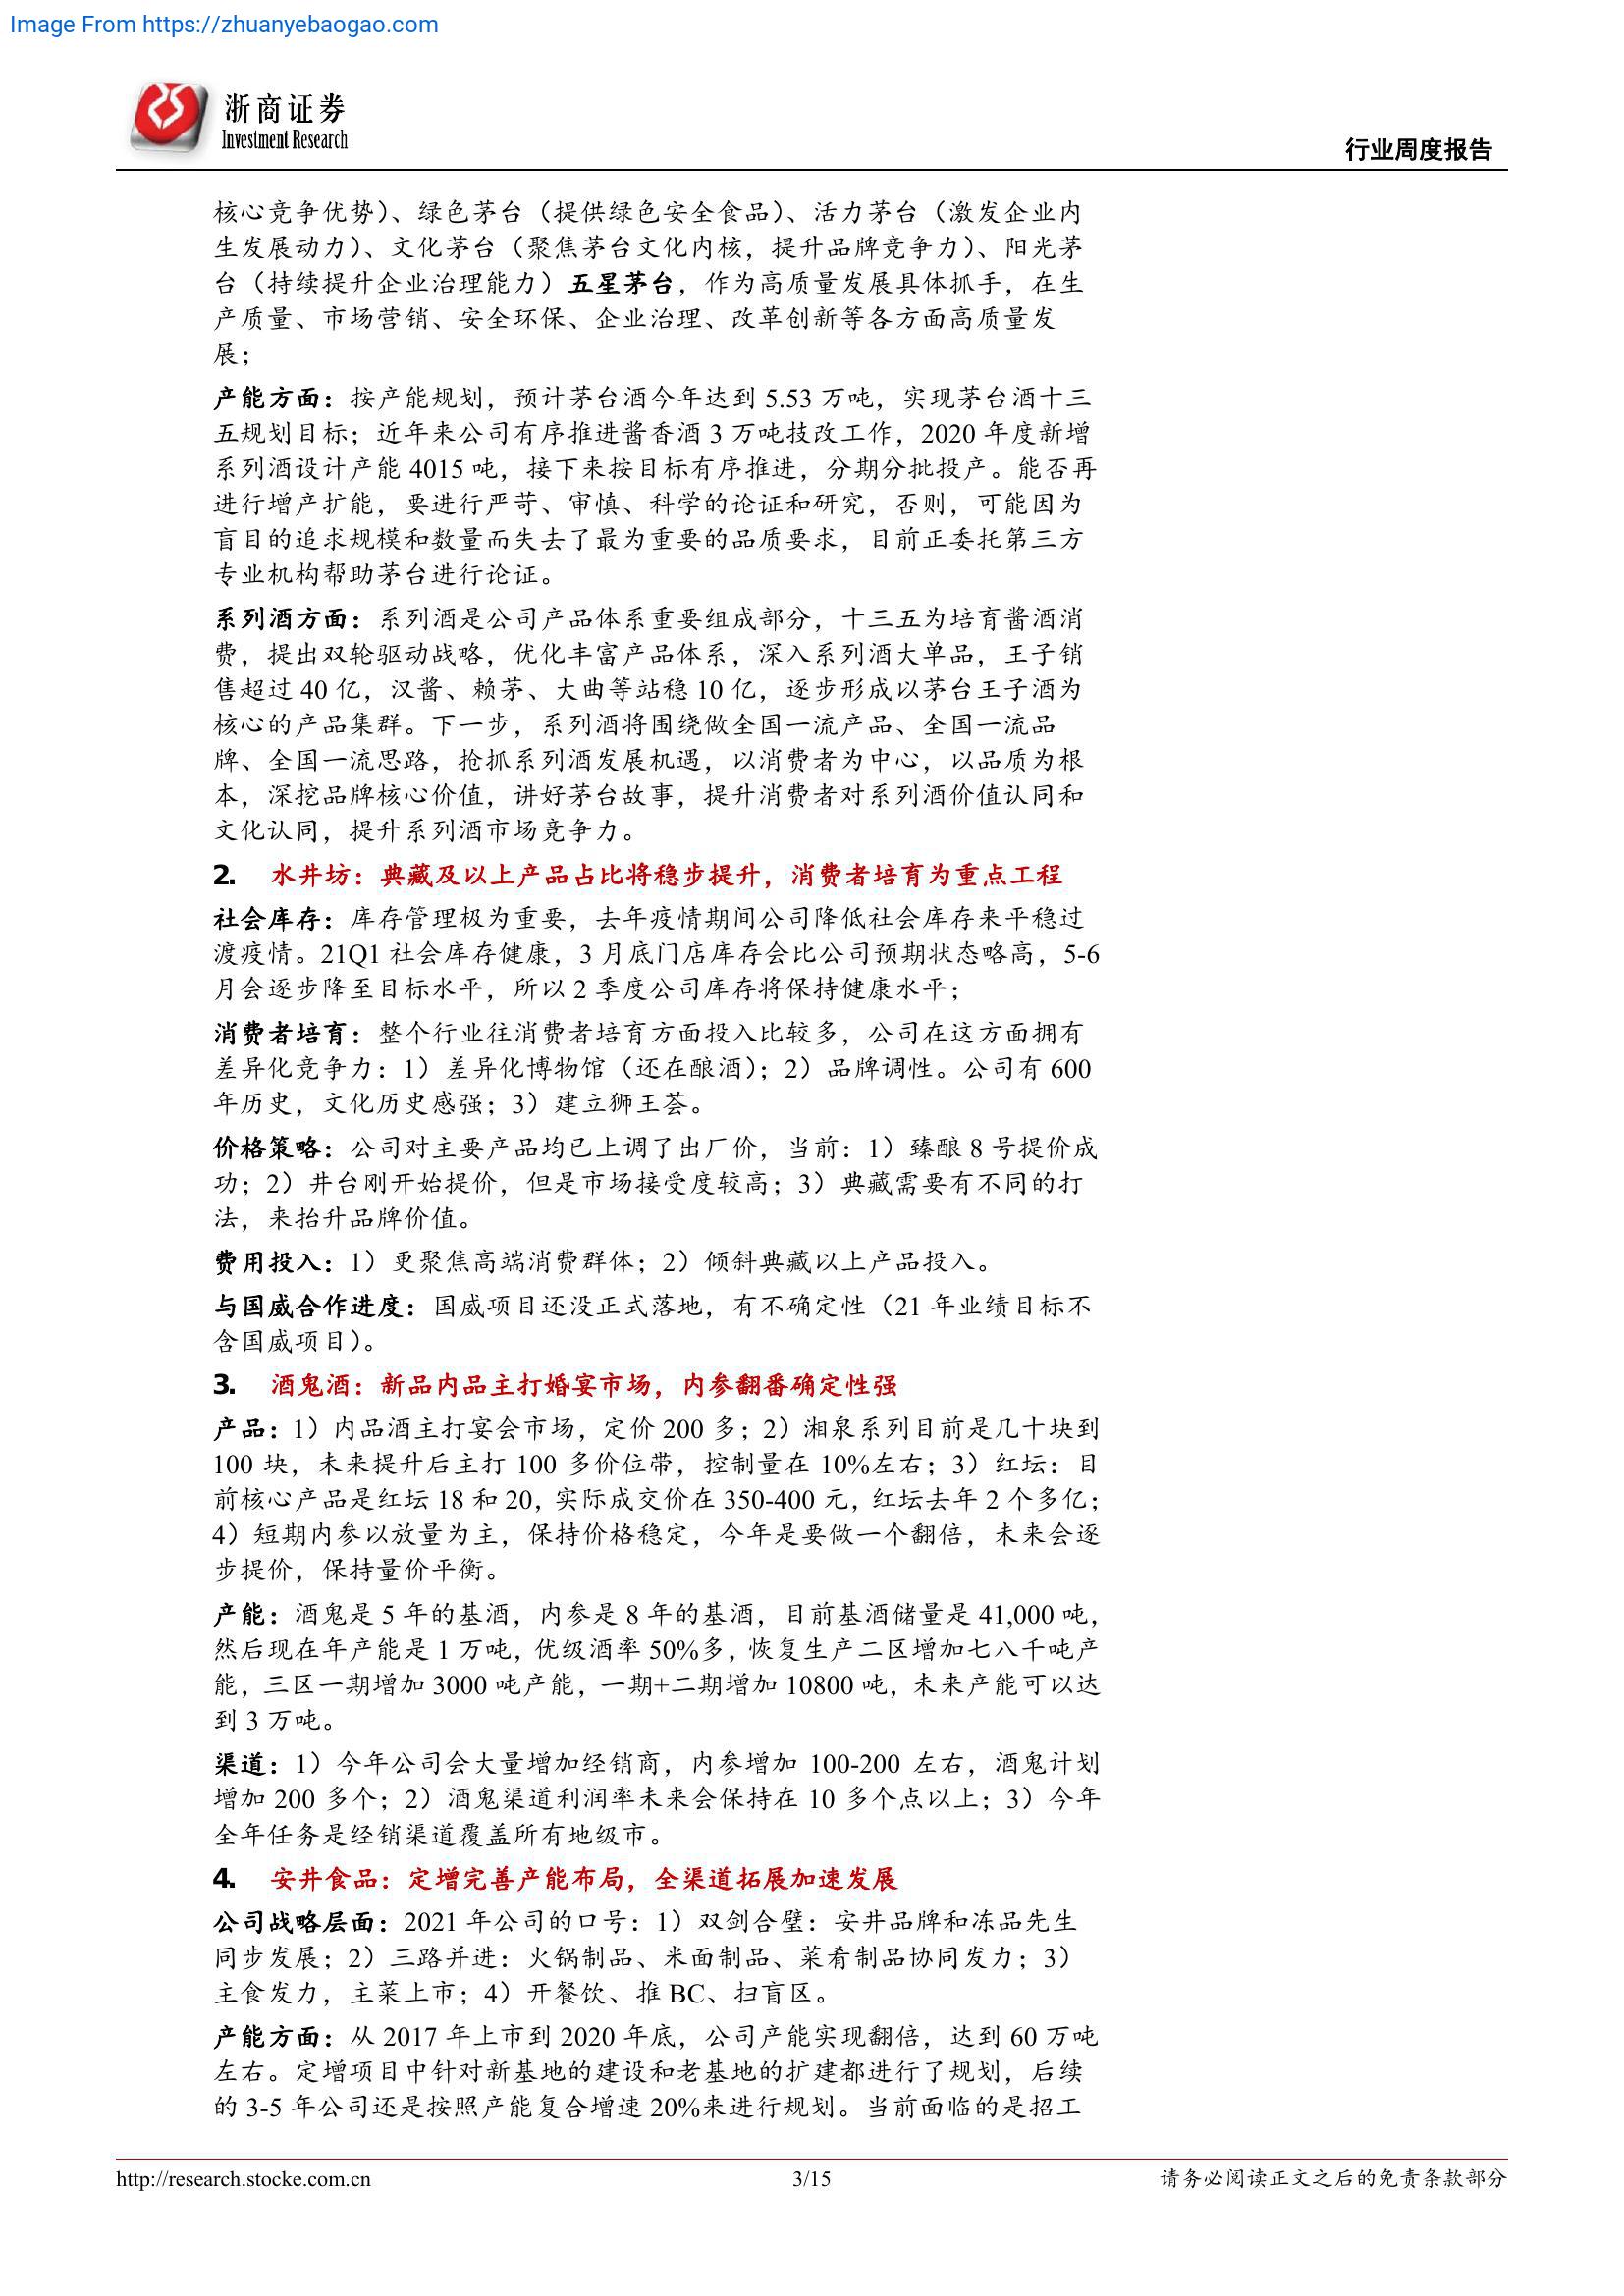 Image From https://zhuanyebaogao.com
浙商证券
Investment Research
行业周度报告
核心竞争优势）、绿色茅台（提供绿色安全食品）、活力茅台（激发企业内
生发展动力）、文化茅台（聚焦茅台文化内核，提升品牌竞争力）、阳光茅
台（持续提升企业治理能力）五星茅台，作为高质量发展具体抓手，在生
产质量、市场营销、安全环保、企业治理、改革创新等各方面高质量发
展；
产能方面：按产能规划，预计茅台酒今年达到 5.53 万吨，实现茅台酒十三
五规划目标；近年来公司有序推进酱香酒 3 万吨技改工作，2020 年度新增
系列酒设计产能 4015 吨，接下来按目标有序推进，分期分批投产。能否再
进行增产扩能，要进行严苛、审慎、科学的论证和研究，否则，可能因为
盲目的追求规模和数量而失去了最为重要的品质要求，目前正委托第三方
专业机构帮助茅台进行论证。
系列酒方面：系列酒是公司产品体系重要组成部分，十三五为培育酱酒消
费，提出双轮驱动战略，优化丰富产品体系，深入系列酒大单品，王子销
售超过 40 亿，汉酱、赖茅、大曲等站稳 10 亿，逐步形成以茅台王子酒为
核心的产品集群。下一步，系列酒将围绕做全国一流产品、全国一流品
牌、全国一流思路，抢抓系列酒发展机遇，以消费者为中心，以品质为根
本，深挖品牌核心价值，讲好茅台故事，提升消费者对系列酒价值认同和
文化认同，提升系列酒市场竞争力。
2. 水井坊：典藏及以上产品占比将稳步提升，消费者培育为重点工程
社会库存：库存管理极为重要，去年疫情期间公司降低社会库存来平稳过
渡疫情。21Q1 社会库存健康，3 月底门店库存会比公司预期状态略高，5-6
月会逐步降至目标水平，所以 2 季度公司库存将保持健康水平；
消费者培育：整个行业往消费者培育方面投入比较多，公司在这方面拥有
差异化竞争力：1）差异化博物馆（还在酿酒）；2）品牌调性。公司有 600
年历史，文化历史感强；3）建立狮王荟。
价格策略：公司对主要产品均已上调了出厂价，当前：1）臻酿 8 号提价成
功；2）井台刚开始提价，但是市场接受度较高；3）典藏需要有不同的打
法，来抬升品牌价值。
费用投入：1）更聚焦高端消费群体；2）倾斜典藏以上产品投入。
与国威合作进度：国威项目还没正式落地，有不确定性（21 年业绩目标不
含国威项目）。
3. 酒鬼酒：新品内品主打婚宴市场，内参翻番确定性强
产品：1）内品酒主打宴会市场，定价 200 多；2）湘泉系列目前是几十块到
100 块，未来提升后主打 100 多价位带，控制量在 10%左右；3）红坛：目
前核心产品是红坛 18 和 20，实际成交价在 350-400 元，红坛去年 2 个多亿；
4）短期内参以放量为主，保持价格稳定，今年是要做一个翻倍，未来会逐
步提价，保持量价平衡。
产能：酒鬼是 5 年的基酒，内参是 8 年的基酒，目前基酒储量是 41,000 吨，
然后现在年产能是 1 万吨，优级酒率 50%多，恢复生产二区增加七八千吨产
能，三区一期增加 3000 吨产能，一期+二期增加 10800 吨，未来产能可以达
到 3 万吨。
渠道：1）今年公司会大量增加经销商，内参增加 100-200 左右，酒鬼计划
增加 200 多个；2）酒鬼渠道利润率未来会保持在 10 多个点以上；3）今年
全年任务是经销渠道覆盖所有地级市。
4. 安井食品：定增完善产能布局，全渠道拓展加速发展
公司战略层面：2021 年公司的口号：1）双剑合璧：安井品牌和冻品先生
同步发展；2）三路并进：火锅制品、米面制品、菜肴制品协同发力；3）
主食发力，主菜上市；4）开餐饮、推 BC、扫盲区。
产能方面：从 2017 年上市到 2020 年底，公司产能实现翻倍，达到 60 万吨
左右。定增项目中针对新基地的建设和老基地的扩建都进行了规划，后续
的 3-5 年公司还是按照产能复合增速 20%来进行规划。当前面临的是招工
http://research.stocke.com.cn
3/15
请务必阅读正文之后的免责条款部分